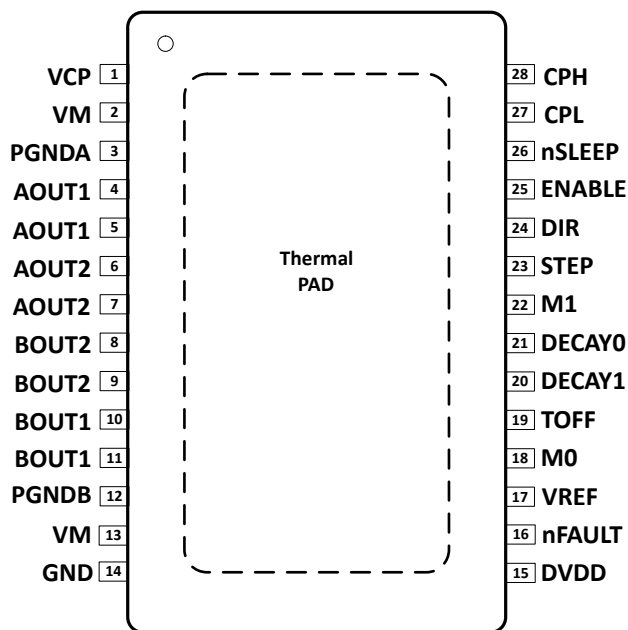 VCP 1
VM 2
PGNDA 3
AOUT1 4
AOUT1 5
AOUT2 6
AOUT2 7
BOUT2 8
BOUT2 9
BOUT1 10
BOUT1 11
PGNDB 12
VM 13
GND 14
Thermal
PAD
28 CPH
27 CPL
26 nSLEEP
25 ENABLE
24 DIR
23 STEP
22 M1
21 DECAY0
20 DECAY1
19 TOFF
18 M0
17 VREF
16 nFAULT
15 DVDD